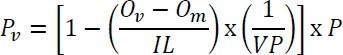 P_v = [1 − ((O_v − O_m)/IL) x (1/VP)] x P